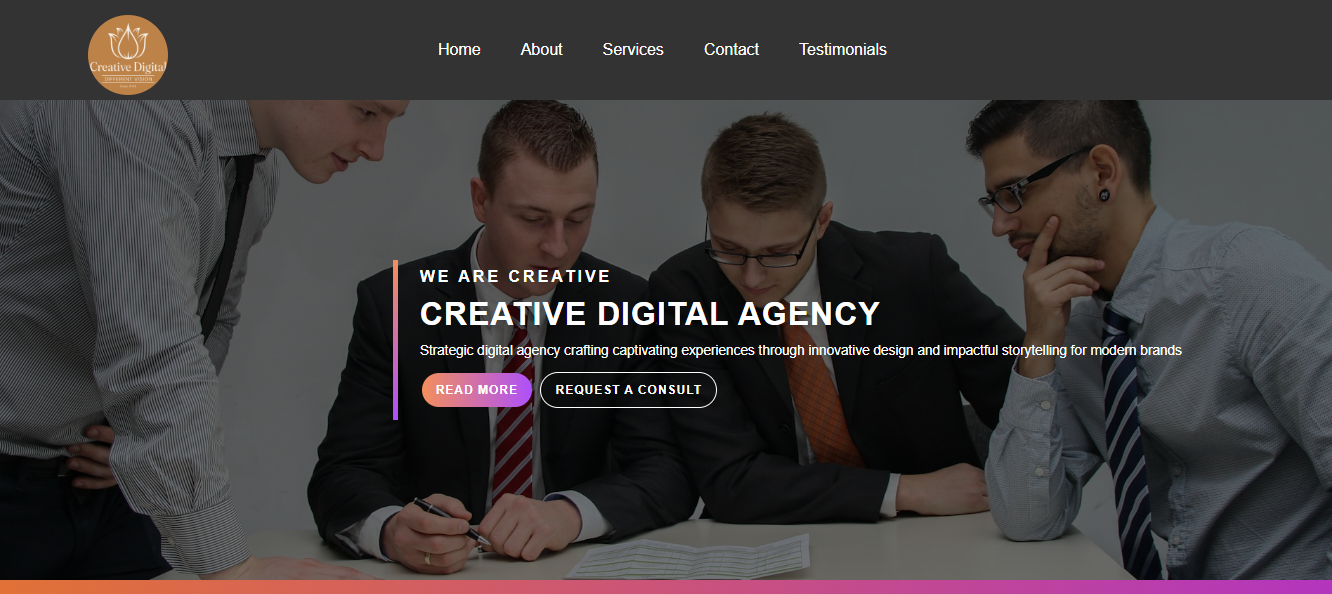 Creative Digital
DIFFERENT VISION
Home About Services Contact Testimonials
WE ARE CREATIVE
CREATIVE DIGITAL AGENCY
Strategic digital agency crafting captivating experiences through innovative design and impactful storytelling for modern brands
READ MORE REQUEST A CONSULT